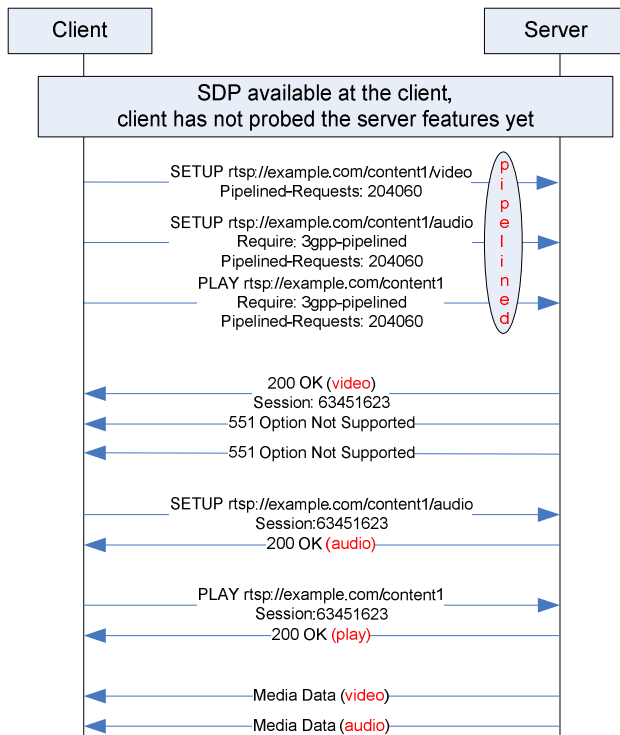 Client
Server
SDP available at the client,
client has not probed the server features yet
SETUP rtsp://example.com/content1/video
Pipelined-Requests: 204060
SETUP rtsp://example.com/content1/audio
Require: 3gpp-pipelined
Pipelined-Requests: 204060
PLAY rtsp://example.com/content1
Require: 3gpp-pipelined
Pipelined-Requests: 204060
pipelined
200 OK (video)
Session: 63451623
551 Option Not Supported
551 Option Not Supported
SETUP rtsp://example.com/content1/audio
Session:63451623
200 OK (audio)
PLAY rtsp://example.com/content1
Session:63451623
200 OK (play)
Media Data (video)
Media Data (audio)